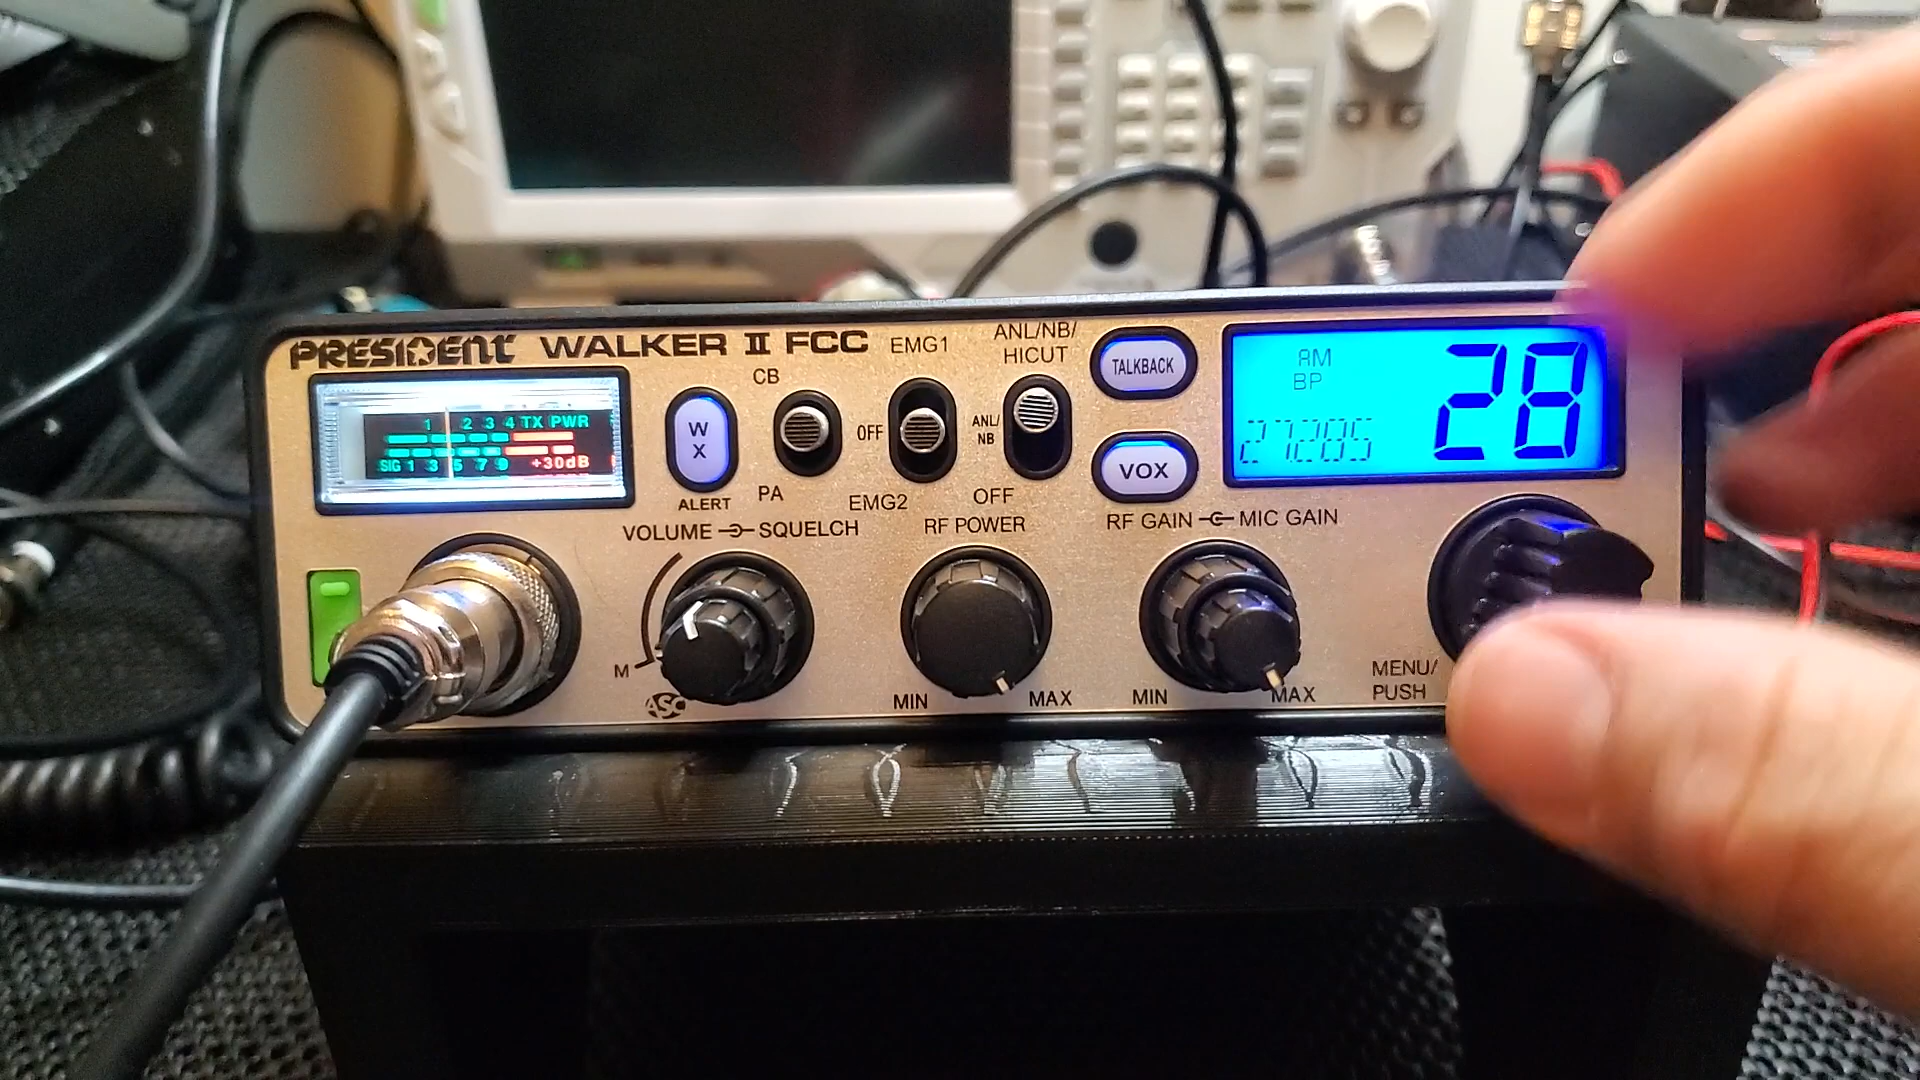 PRESIDENT WALKER II FCC
EMG1
ANL/NB/
HICUT
CB
TALKBACK
AM
BP
28
27.285
1 2 3 4 TX PWR
SIG 1 3 5 7 9 +30dB
W
X
OFF
ANL/
NB
VOX
ALERT
PA
EMG2
OFF
VOLUME SQUELCH
RF POWER
RF GAIN MIC GAIN
M
ASC
MIN
MAX
MIN
MAX
MENU/
PUSH